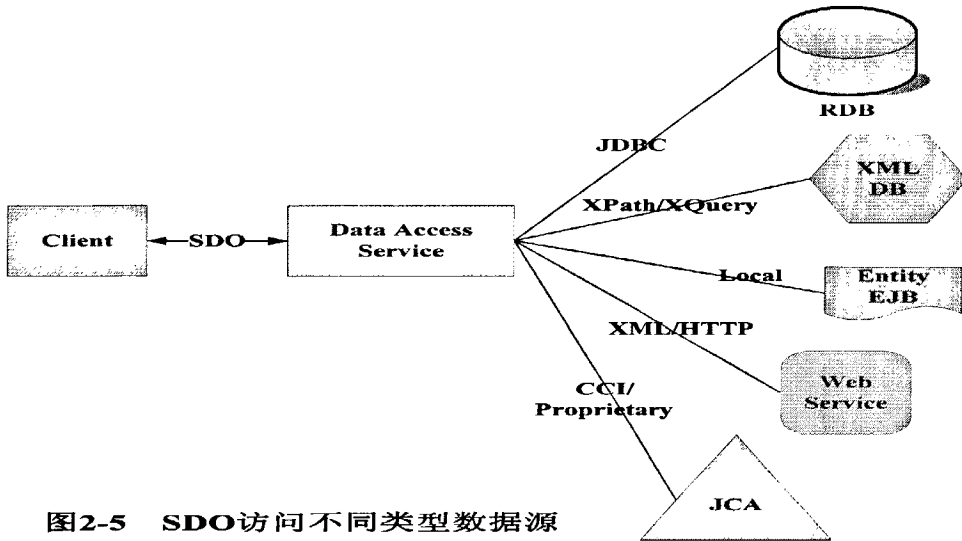 RDB
JDBC
XML
DB
XPath/XQuery
Client
SDO
Data Access
Service
Local
Entity
EJB
XML/HTTP
Web
Service
CCI/
Proprietary
JCA
图2-5 SDO访问不同类型数据源